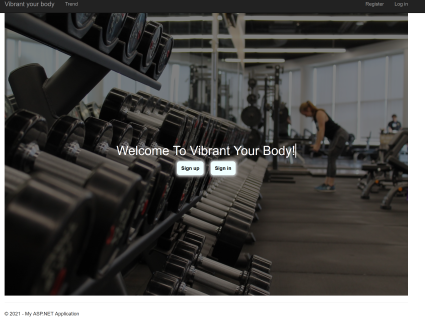 Vibrant your body Trend Register Log in
Welcome To Vibrant Your Body!
Sign up Sign in
© 2021 - My ASP.NET Application